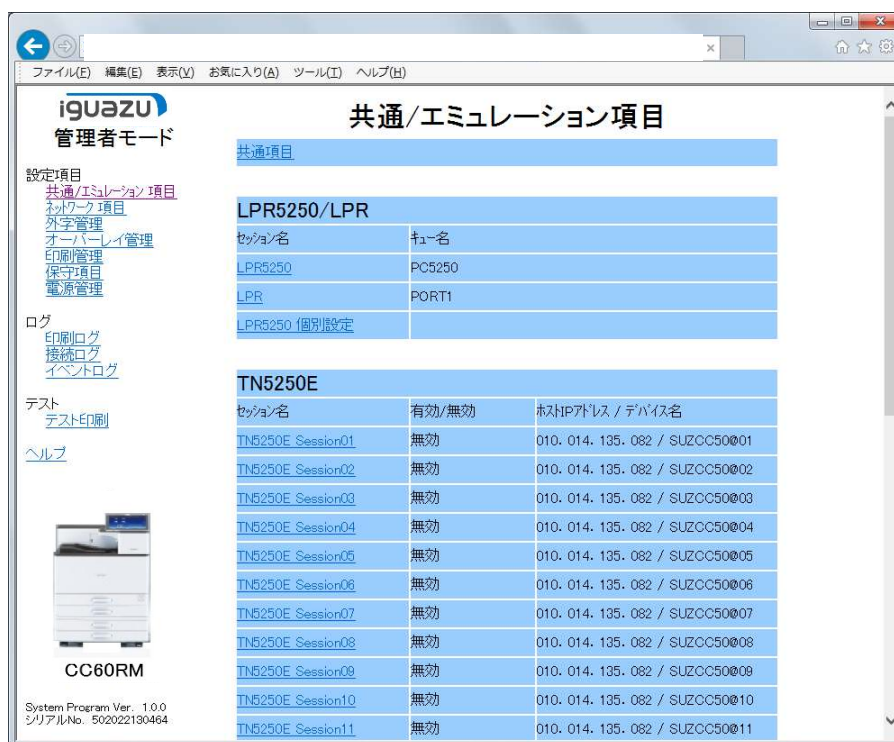 ファイル(F) 編集(E) 表示(V) お気に入り(A) ツール(T) ヘルプ(H)
iguazu
管理者モード
設定項目
共通/エミュレーション項目
ネットワーク項目
外字管理
オーバーレイ管理
印刷管理
保守項目
電源管理
ログ
印刷ログ
接続ログ
イベントログ
テスト
テスト印刷
ヘルプ
CC60RM
System Program Ver. 1.0.0
シリアルNo. 502022130464
共通/エミュレーション項目
共通項目
LPR5250/LPR
セッション名 キュー名
LPR5250 PC5250
LPR PORT1
LPR5250 個別設定
TN5250E
セッション名 有効/無効 ホストIPアドレス / デバイス名
TN5250E Session01 無効 010. 014. 135. 082 / SUZCC50@01
TN5250E Session02 無効 010. 014. 135. 082 / SUZCC50@02
TN5250E Session03 無効 010. 014. 135. 082 / SUZCC50@03
TN5250E Session04 無効 010. 014. 135. 082 / SUZCC50@04
TN5250E Session05 無効 010. 014. 135. 082 / SUZCC50@05
TN5250E Session06 無効 010. 014. 135. 082 / SUZCC50@06
TN5250E Session07 無効 010. 014. 135. 082 / SUZCC50@07
TN5250E Session08 無効 010. 014. 135. 082 / SUZCC50@08
TN5250E Session09 無効 010. 014. 135. 082 / SUZCC50@09
TN5250E Session10 無効 010. 014. 135. 082 / SUZCC50@10
TN5250E Session11 無効 010. 014. 135. 082 / SUZCC50@11